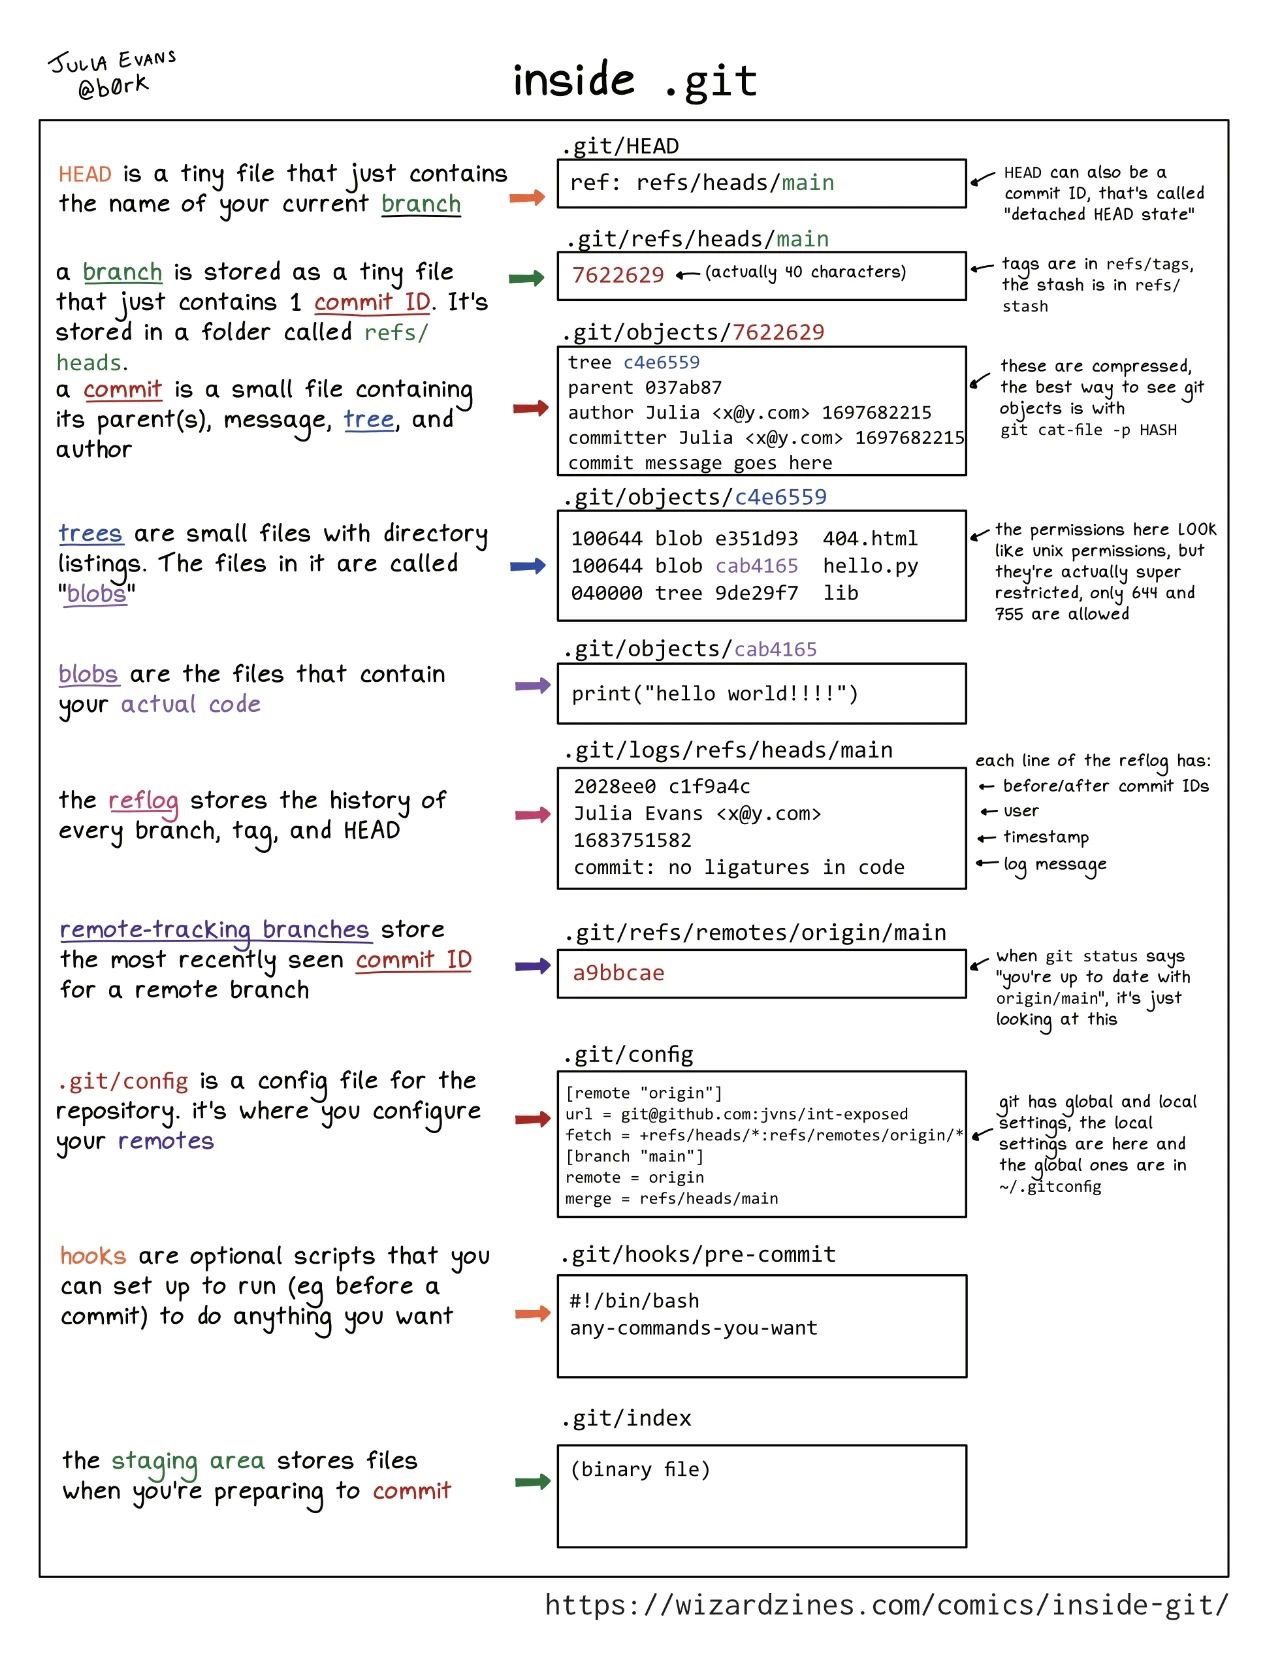 JULIA EVANS
@b0rk
inside .git
HEAD is a tiny file that just contains
the name of your current branch
.git/HEAD
ref: refs/heads/main
HEAD can also be a
commit ID, that's called
"detached HEAD state"
a branch is stored as a tiny file
that just contains 1 commit ID. It's
stored in a folder called refs/
heads.
.git/refs/heads/main
7622629 ← (actually 40 characters)
tags are in refs/tags,
the stash is in refs/
stash
a commit is a small file containing
its parent(s), message, tree, and
author
.git/objects/7622629
tree c4e6559
parent 037ab87
author Julia <x@y.com> 1697682215
committer Julia <x@y.com> 1697682215
commit message goes here
these are compressed,
the best way to see git
objects is with
git cat-file -p HASH
trees are small files with directory
listings. The files in it are called
"blobs"
.git/objects/c4e6559
100644 blob e351d93 404.html
100644 blob cab4165 hello.py
040000 tree 9de29f7 lib
the permissions here LOOK
like unix permissions, but
they're actually super
restricted, only 644 and
755 are allowed
blobs are the files that contain
your actual code
.git/objects/cab4165
print("hello world!!!!")
the reflog stores the history of
every branch, tag, and HEAD
.git/logs/refs/heads/main
2028ee0 c1f9a4c
Julia Evans <x@y.com>
1683751582
commit: no ligatures in code
each line of the reflog has:
← before/after commit IDs
← user
← timestamp
← log message
remote-tracking branches store
the most recently seen commit ID
for a remote branch
.git/refs/remotes/origin/main
a9bbcae
when git status says
"you're up to date with
origin/main", it's just
looking at this
.git/config is a config file for the
repository. it's where you configure
your remotes
.git/config
[remote "origin"]
url = git@github.com:jvns/int-exposed
fetch = +refs/heads/*:refs/remotes/origin/*
[branch "main"]
remote = origin
merge = refs/heads/main
git has global and local
settings, the local
settings are here and
the global ones are in
~/.gitconfig
hooks are optional scripts that you
can set up to run (eg before a
commit) to do anything you want
.git/hooks/pre-commit
#!/bin/bash
any-commands-you-want
the staging area stores files
when you're preparing to commit
.git/index
(binary file)
https://wizardzines.com/comics/inside-git/